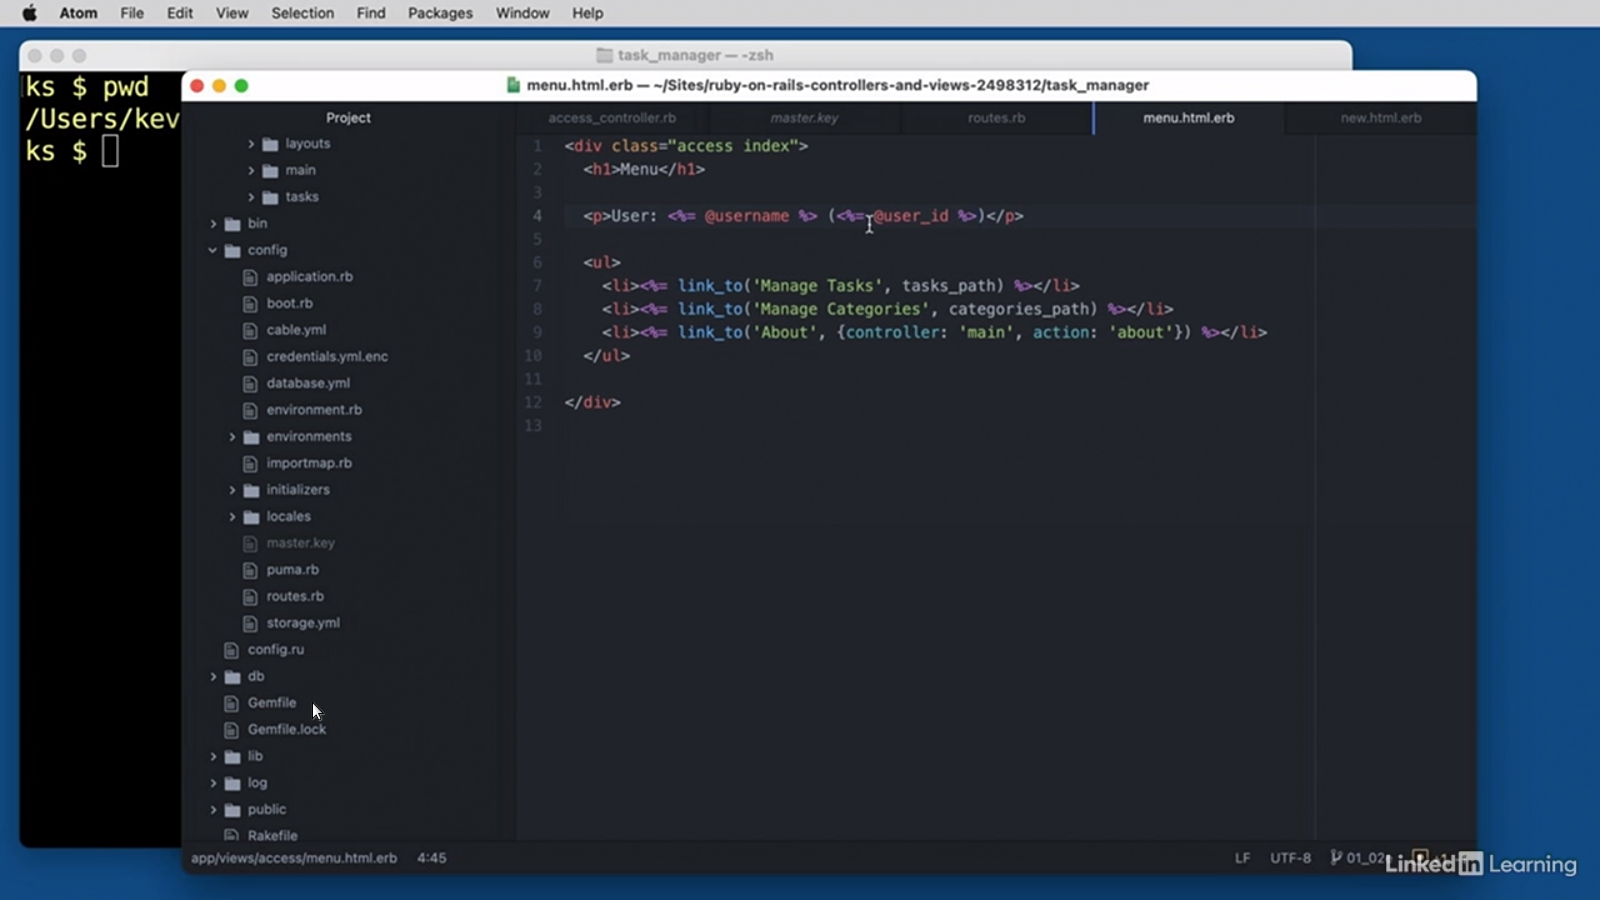 Atom File Edit View Selection Find Packages Window Help
task_manager — -zsh
ks $ pwd
/Users/kev
ks $
menu.html.erb — ~/Sites/ruby-on-rails-controllers-and-views-2498312/task_manager
Project
layouts
main
tasks
bin
config
application.rb
boot.rb
cable.yml
credentials.yml.enc
database.yml
environment.rb
environments
importmap.rb
initializers
locales
master.key
puma.rb
routes.rb
storage.yml
config.ru
db
Gemfile
Gemfile.lock
lib
log
public
Rakefile
access_controller.rb master.key routes.rb menu.html.erb new.html.erb
1 <div class="access index">
2 <h1>Menu</h1>
3
4 <p>User: <%= @username %> (<%= @user_id %>)</p>
5
6 <ul>
7 <li><%= link_to('Manage Tasks', tasks_path) %></li>
8 <li><%= link_to('Manage Categories', categories_path) %></li>
9 <li><%= link_to('About', {controller: 'main', action: 'about'}) %></li>
10 </ul>
11
12 </div>
13
app/views/access/menu.html.erb 4:45 LF UTF-8 01_02
LinkedIn Learning